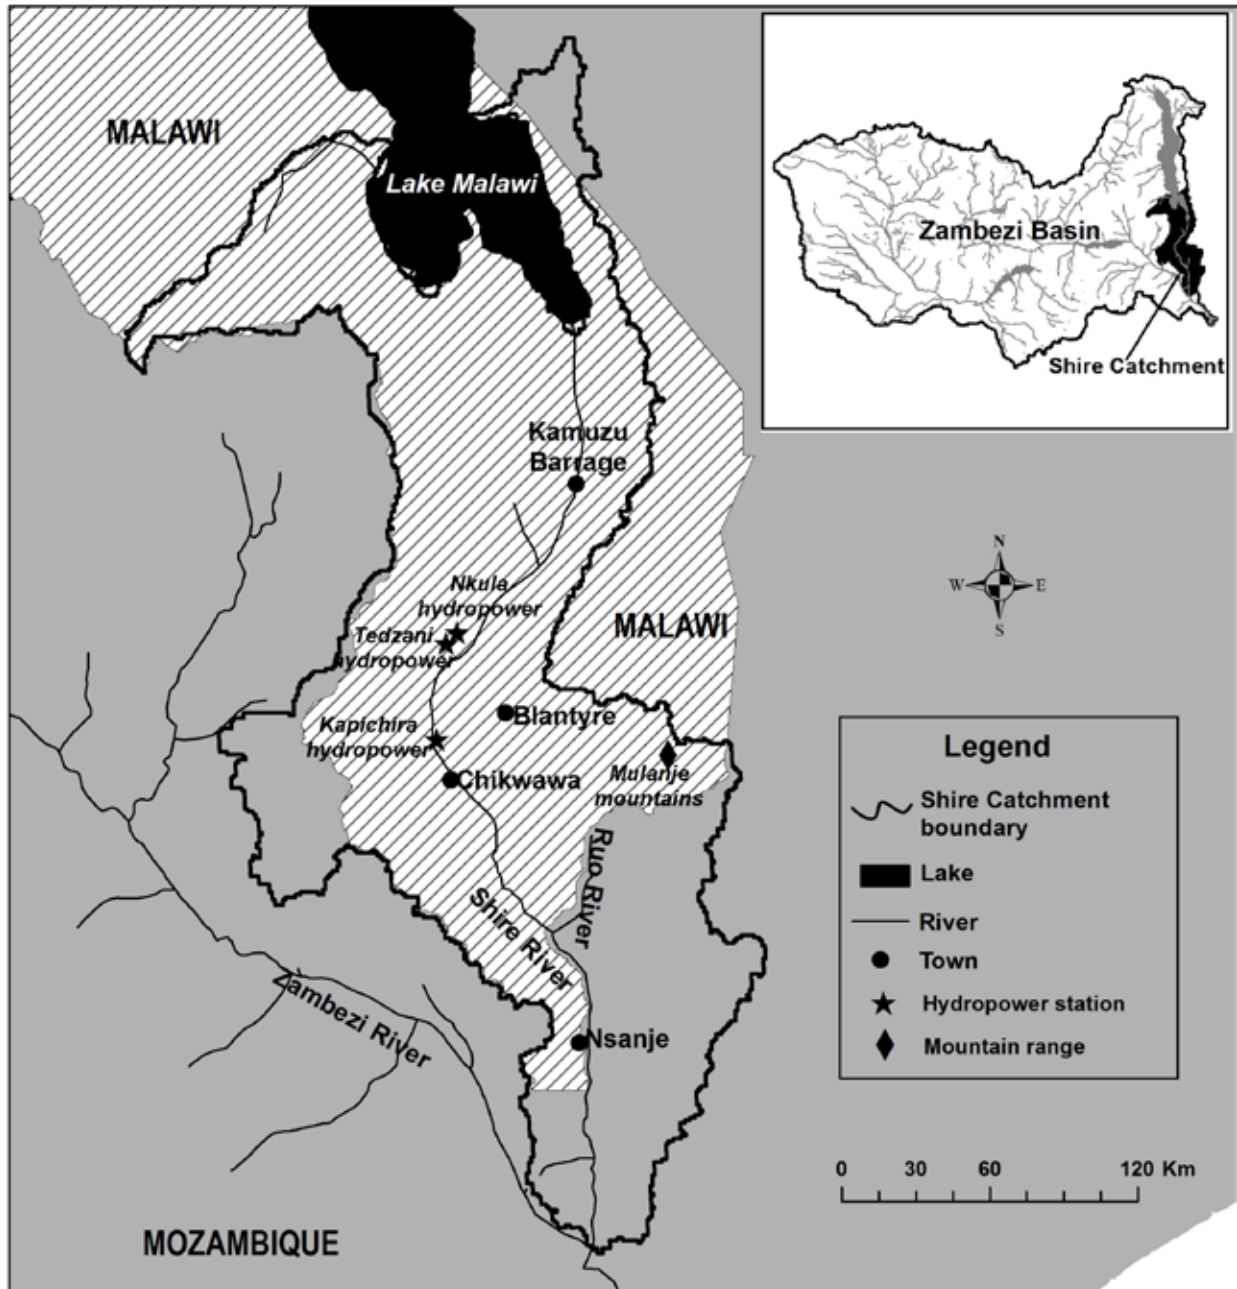 MALAWI
Lake Malawi
Zambezi Basin
Shire Catchment
Kamuzu
Barrage
N
W E
S
Nkula
hydropower
Tedzani
hydropower
MALAWI
Blantyre
Kapichira
hydropower
Chikwawa
Mulanje
mountains
Ruo River
Shire River
Zambezi River
Nsanje
MOZAMBIQUE
Legend
Shire Catchment
boundary
Lake
River
Town
Hydropower station
Mountain range
0 30 60 120 Km